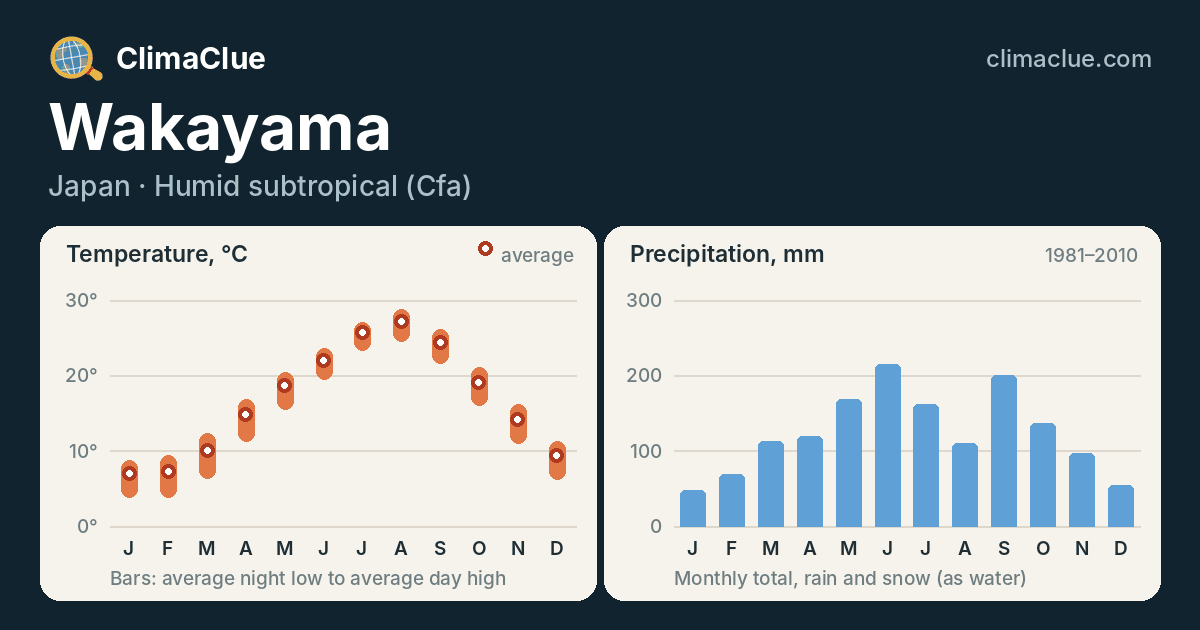 ClimaClue
climaclue.com
Wakayama
Japan · Humid subtropical (Cfa)
Temperature, °C
average
30°
20°
10°
0°
J F M A M J J A S O N D
Bars: average night low to average day high
Precipitation, mm
1981–2010
300
200
100
0
J F M A M J J A S O N D
Monthly total, rain and snow (as water)